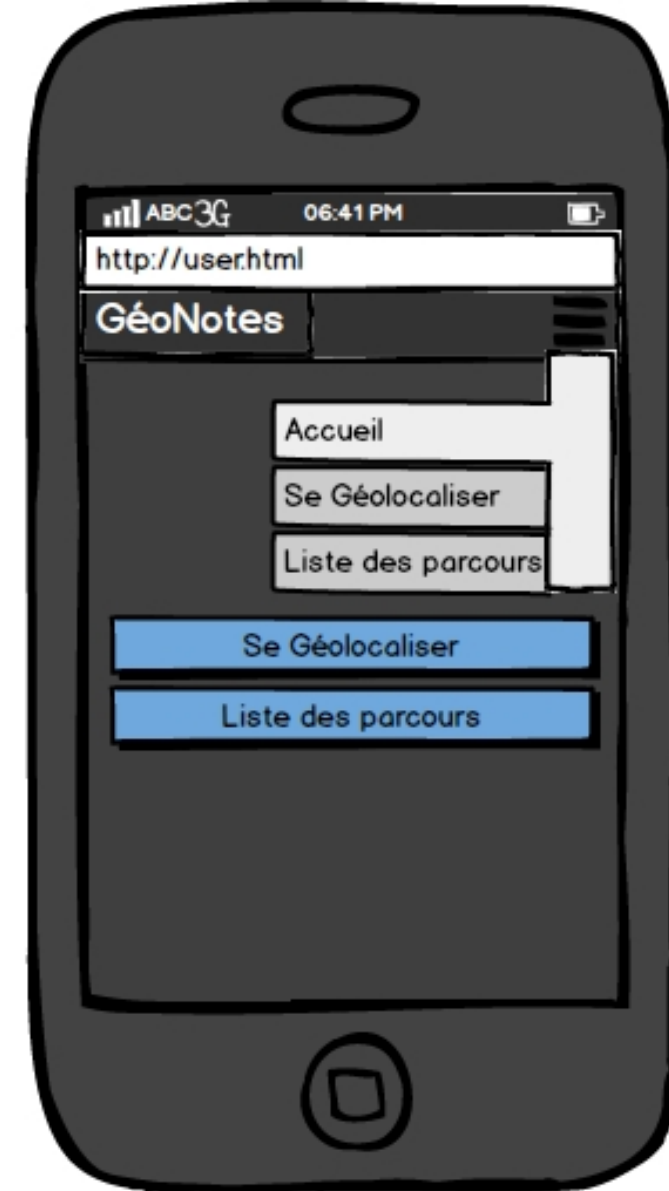 ABC 3G 06:41 PM
http://user.html
GéoNotes
Accueil
Se Géolocaliser
Liste des parcours
Se Géolocaliser
Liste des parcours